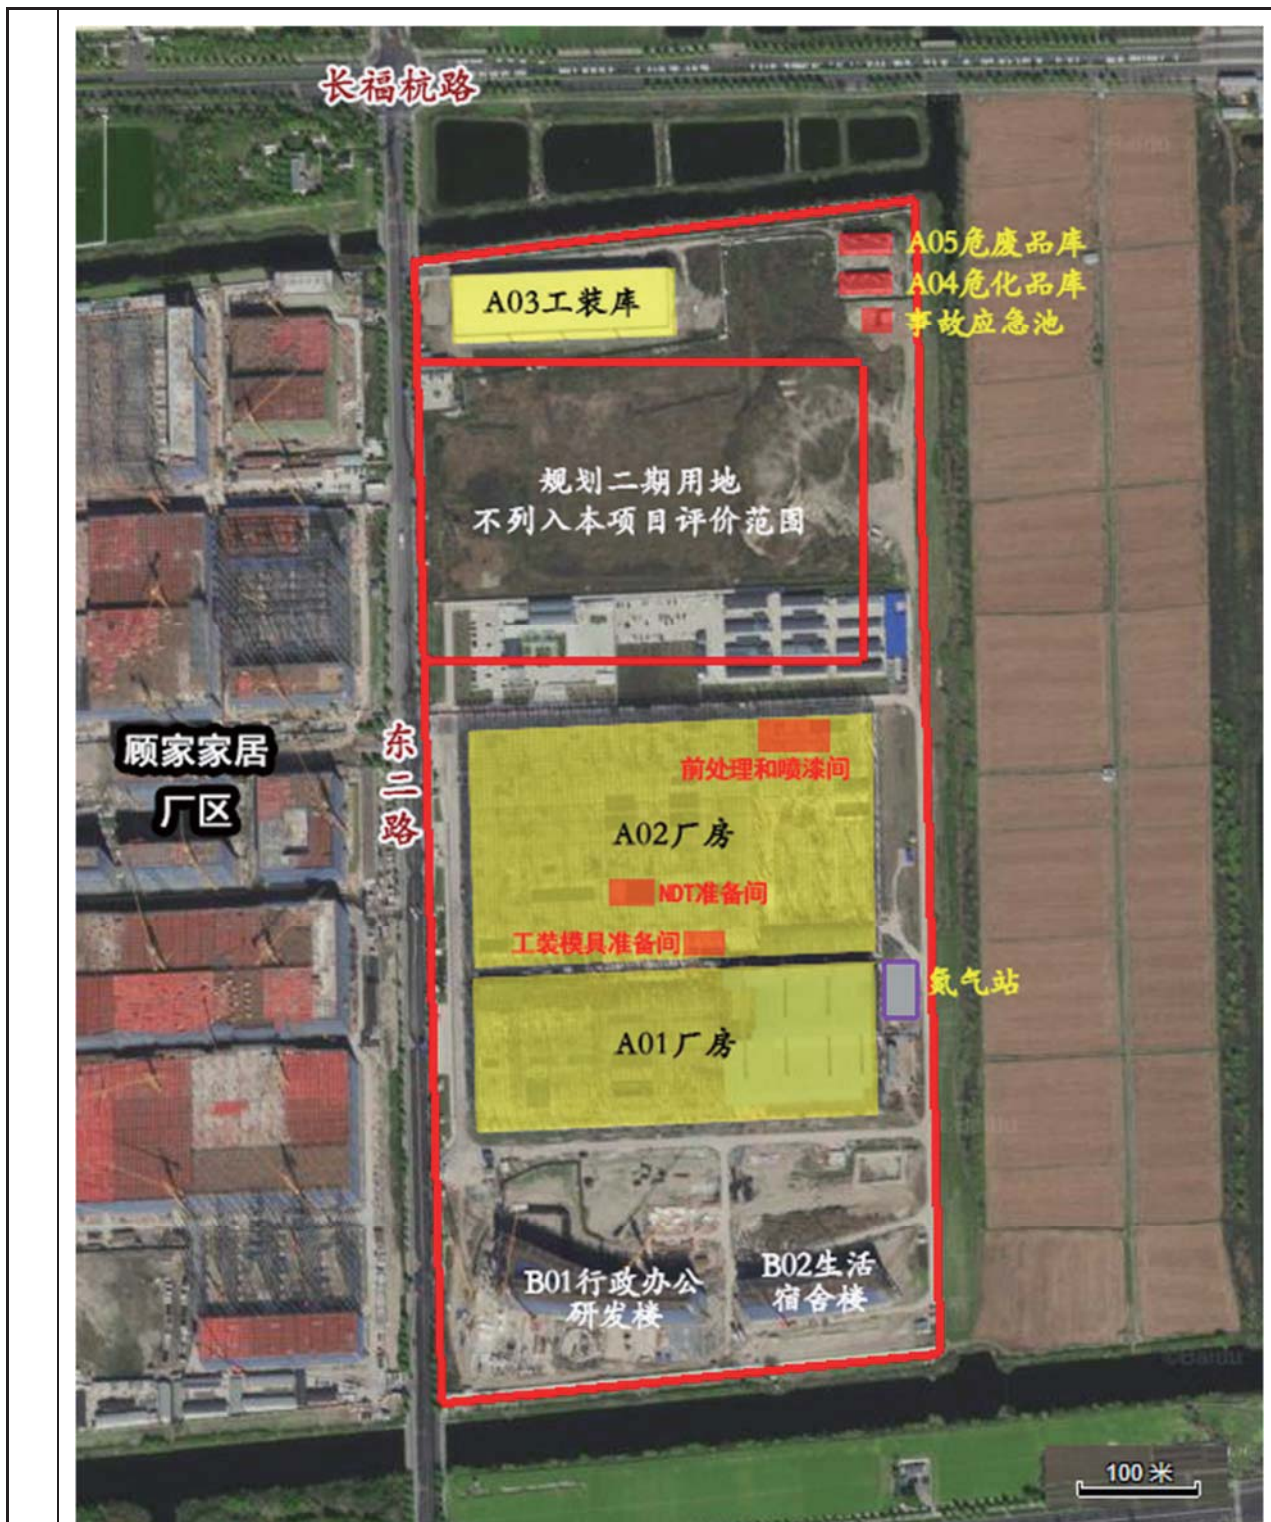 长福杭路
A05危废品库
A04危化品库
事故应急池
A03工装库
规划二期用地
不列入本项目评价范围
顾家家居
厂区
东二路
前处理和喷漆间
A02厂房
NDT准备间
工装模具准备间
氮气站
A01厂房
B01行政办公
研发楼
B02生活
宿舍楼
©Baidu
100 米